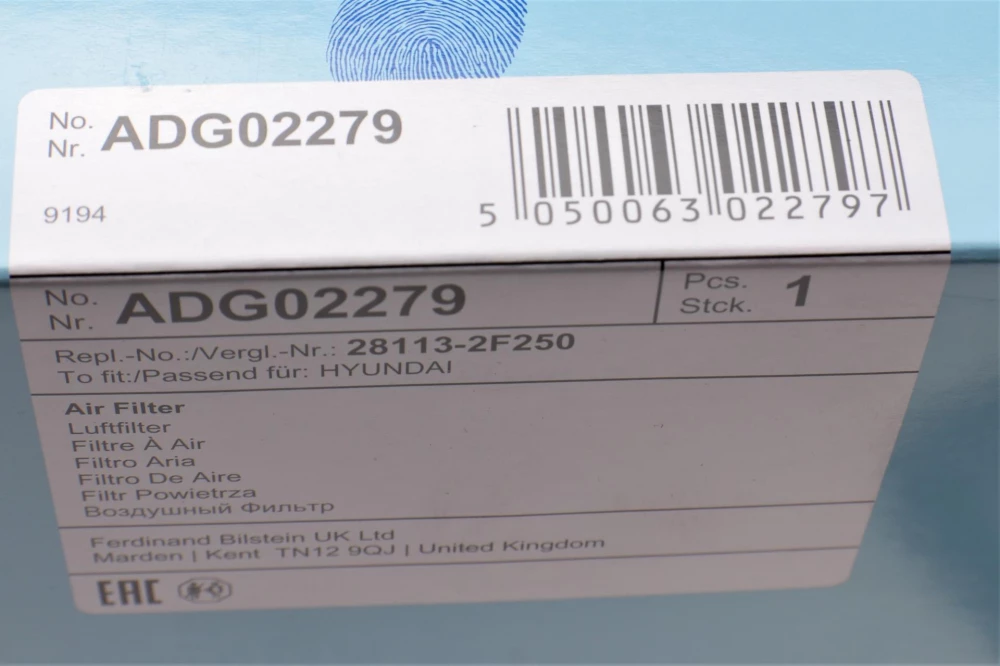 No.
Nr. ADG02279
9194
5 050063 022797
No.
Nr. ADG02279
Pcs.
Stck. 1
Repl.-No.:/Vergl.-Nr.: 28113-2F250
To fit:/Passend für: HYUNDAI
Air Filter
Luftfilter
Filtre À Air
Filtro Aria
Filtro De Aire
Filtr Powietrza
Воздушный Фильтр
Ferdinand Bilstein UK Ltd
Marden | Kent TN12 9QJ | United Kingdom
EAC